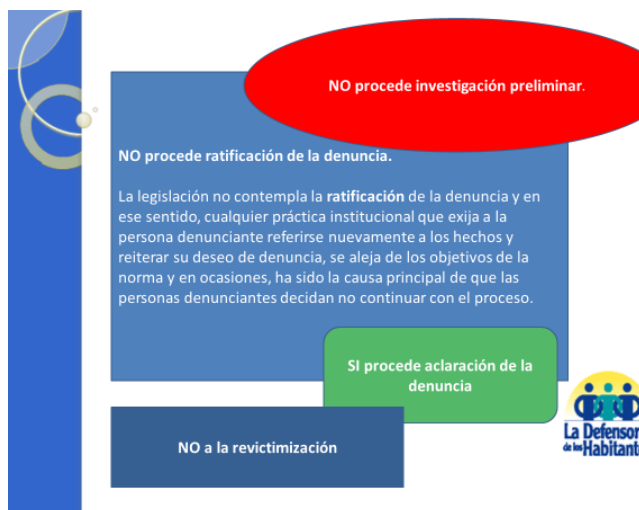 NO procede investigación preliminar.
NO procede ratificación de la denuncia.
La legislación no contempla la ratificación de la denuncia y en
ese sentido, cualquier práctica institucional que exija a la
persona denunciante referirse nuevamente a los hechos y
reiterar su deseo de denuncia, se aleja de los objetivos de la
norma y en ocasiones, ha sido la causa principal de que las
personas denunciantes decidan no continuar con el proceso.
SI procede aclaración de la
denuncia
NO a la revictimización
La Defensor
de los Habitant